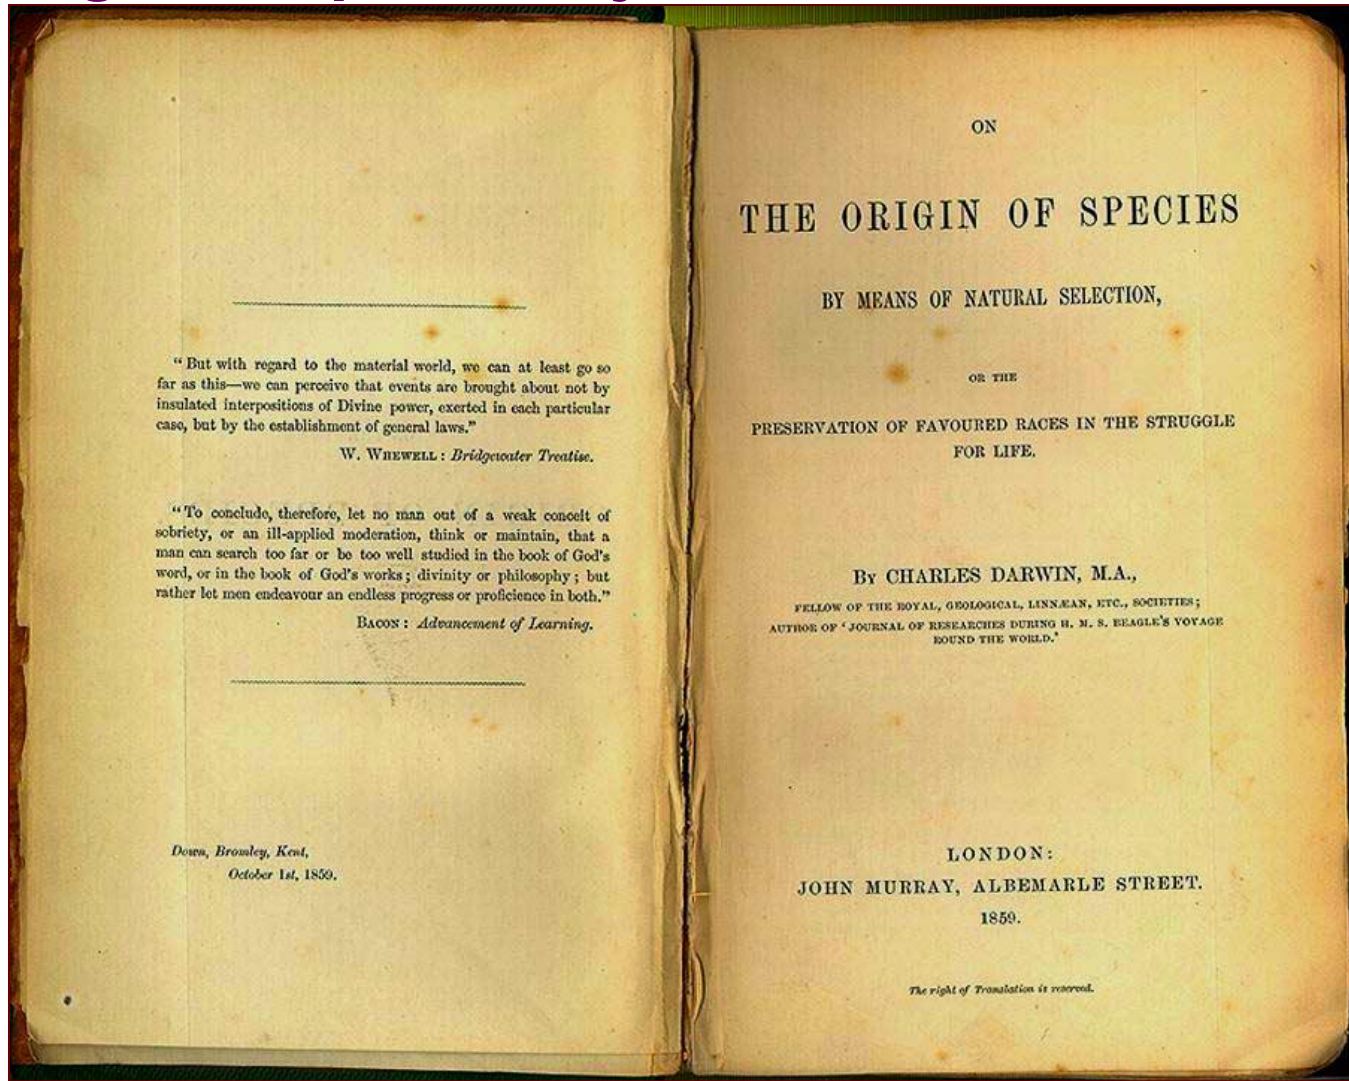 "But with regard to the material world, we can at least go so
far as this—we can perceive that events are brought about not by
insulated interpositions of Divine power, exerted in each particular
case, but by the establishment of general laws."
W. WHEWELL: Bridgewater Treatise.
"To conclude, therefore, let no man out of a weak conceit of
sobriety, or an ill-applied moderation, think or maintain, that a
man can search too far or be too well studied in the book of God's
word, or in the book of God's works; divinity or philosophy; but
rather let men endeavour an endless progress or proficience in both."
BACON: Advancement of Learning.
Down, Bromley, Kent,
October 1st, 1859.
ON
THE ORIGIN OF SPECIES
BY MEANS OF NATURAL SELECTION,
OR THE
PRESERVATION OF FAVOURED RACES IN THE STRUGGLE
FOR LIFE.
BY CHARLES DARWIN, M.A.,
FELLOW OF THE ROYAL, GEOLOGICAL, LINNÆAN, ETC., SOCIETIES;
AUTHOR OF 'JOURNAL OF RESEARCHES DURING H. M. S. BEAGLE'S VOYAGE
ROUND THE WORLD.'
LONDON:
JOHN MURRAY, ALBEMARLE STREET.
1859.
The right of Translation is reserved.